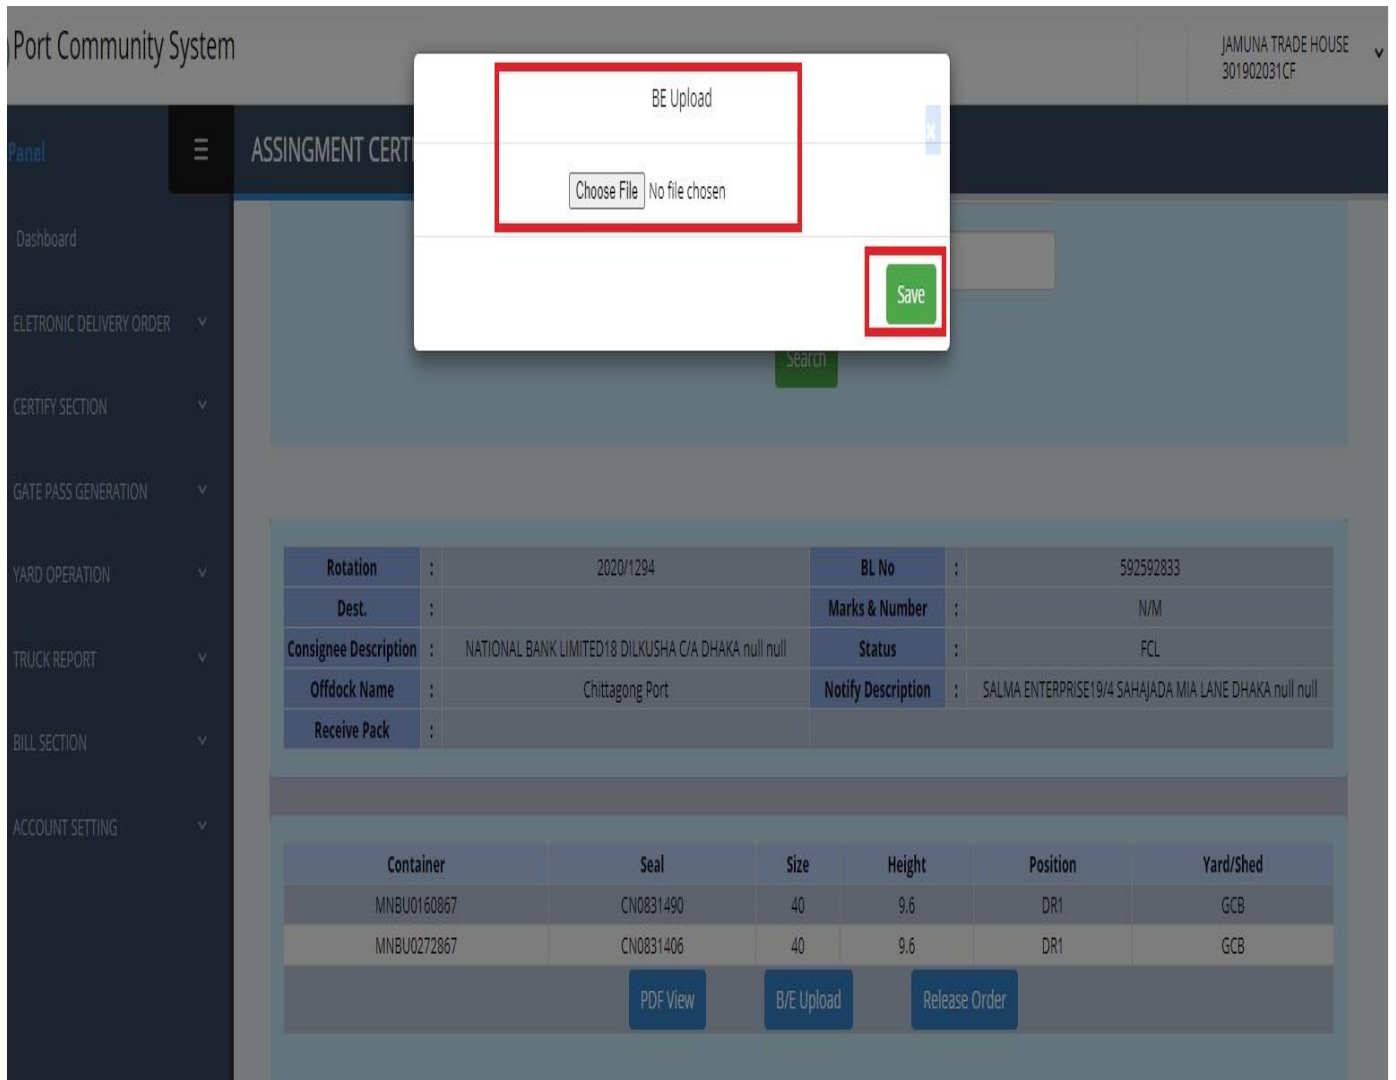 Port Community System
JAMUNA TRADE HOUSE
301902031CF
Panel
ASSINGMENT CERTI
BE Upload
x
Choose File No file chosen
Save
Search
Dashboard
ELETRONIC DELIVERY ORDER
CERTIFY SECTION
GATE PASS GENERATION
YARD OPERATION
TRUCK REPORT
BILL SECTION
ACCOUNT SETTING
Rotation : 2020/1294 BL No : 592592833
Dest. : Marks & Number : N/M
Consignee Description : NATIONAL BANK LIMITED18 DILKUSHA C/A DHAKA null null Status : FCL
Offdock Name : Chittagong Port Notify Description : SALMA ENTERPRISE19/4 SAHAJADA MIA LANE DHAKA null null
Receive Pack :
Container Seal Size Height Position Yard/Shed
MNBU0160867 CN0831490 40 9.6 DR1 GCB
MNBU0272867 CN0831406 40 9.6 DR1 GCB
PDF View B/E Upload Release Order